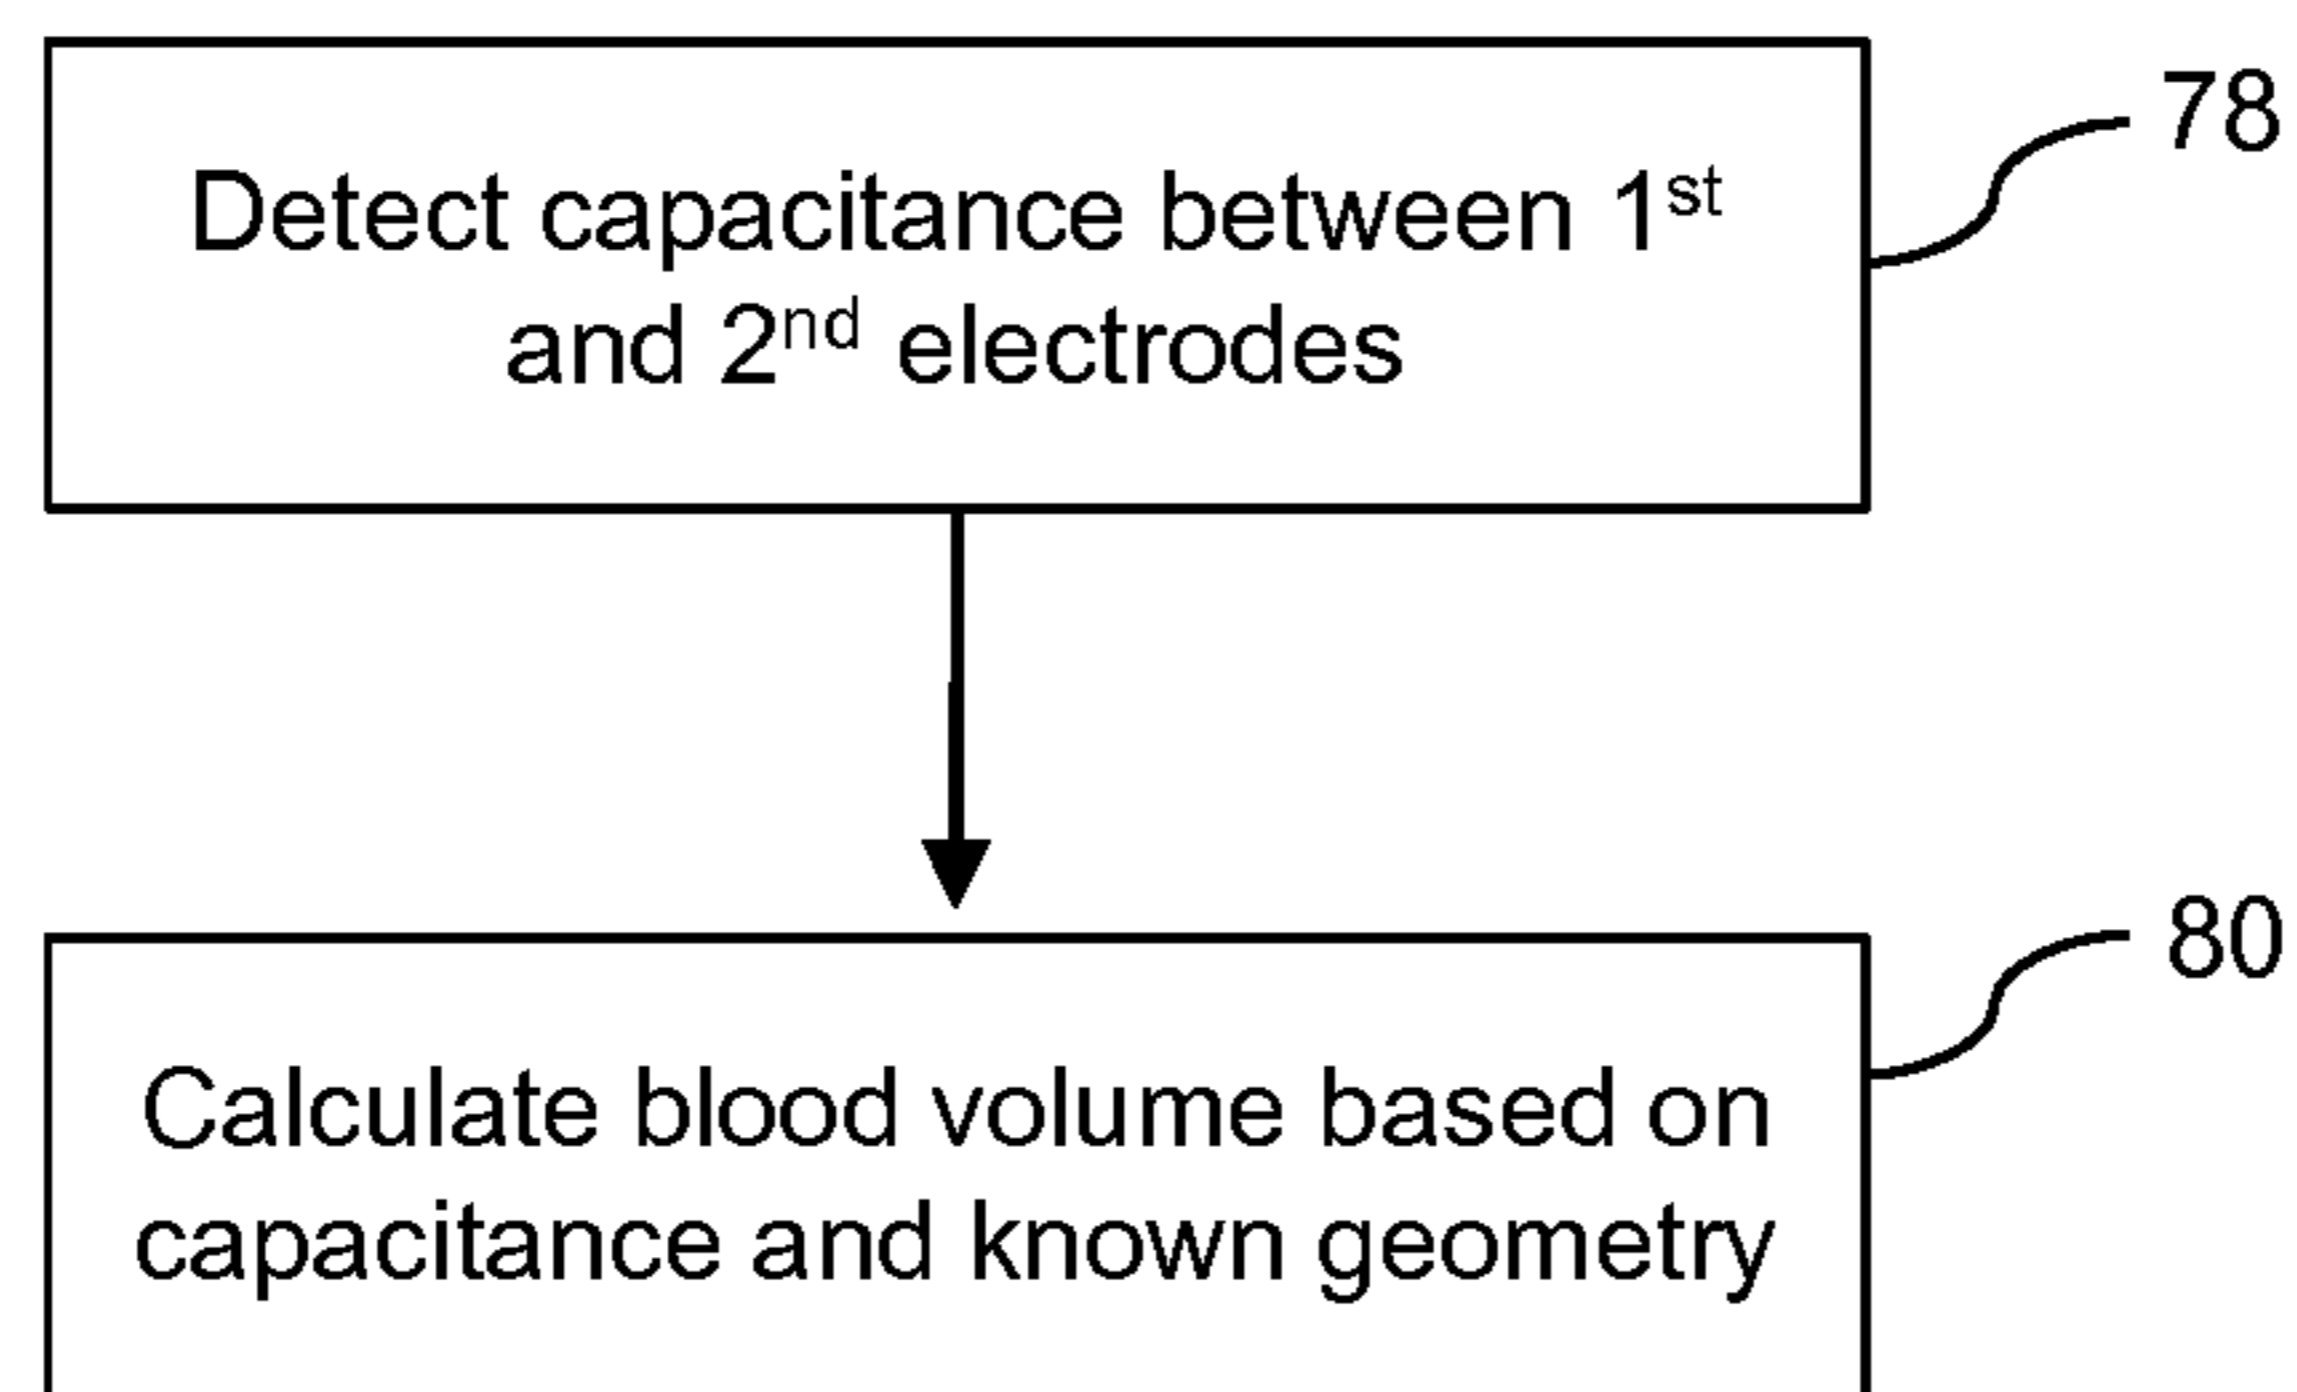 78
Detect capacitance between 1st
and 2nd electrodes
80
Calculate blood volume based on
capacitance and known geometry